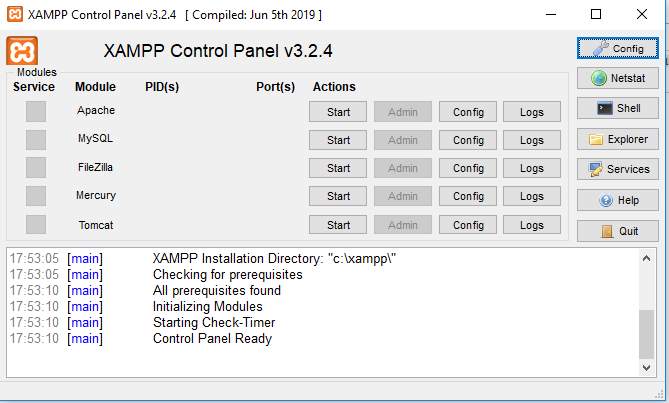 XAMPP Control Panel v3.2.4 [ Compiled: Jun 5th 2019 ]
XAMPP Control Panel v3.2.4
Config
Modules
Service Module PID(s) Port(s) Actions
Netstat
Apache Start Admin Config Logs
Shell
MySQL Start Admin Config Logs
Explorer
FileZilla Start Admin Config Logs
Services
Mercury Start Admin Config Logs
Help
Tomcat Start Admin Config Logs
Quit
17:53:05 [main] XAMPP Installation Directory: "c:\xampp\"
17:53:05 [main] Checking for prerequisites
17:53:10 [main] All prerequisites found
17:53:10 [main] Initializing Modules
17:53:10 [main] Starting Check-Timer
17:53:10 [main] Control Panel Ready